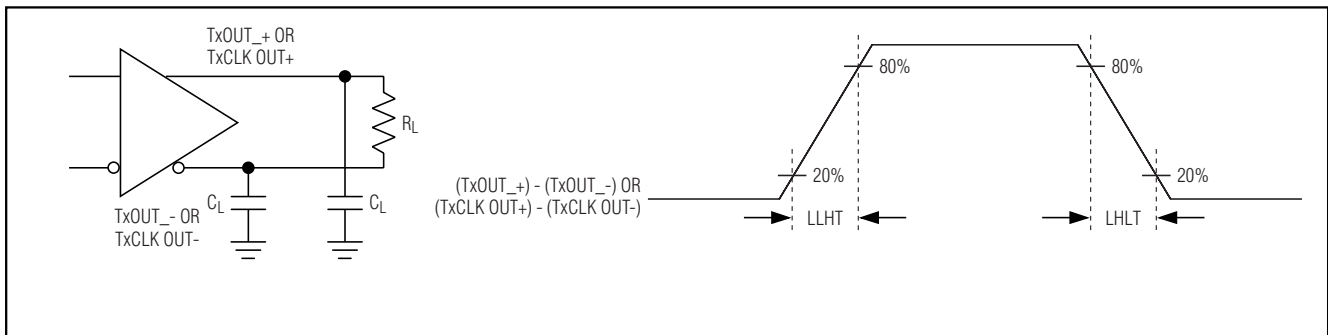 TxOUT_+ OR
TxCLK OUT+
RL
CL
CL
TxOUT_- OR
TxCLK OUT-
80%
80%
20%
20%
(TxOUT_+) - (TxOUT_-) OR
(TxCLK OUT+) - (TxCLK OUT-)
LLHT
LHLT